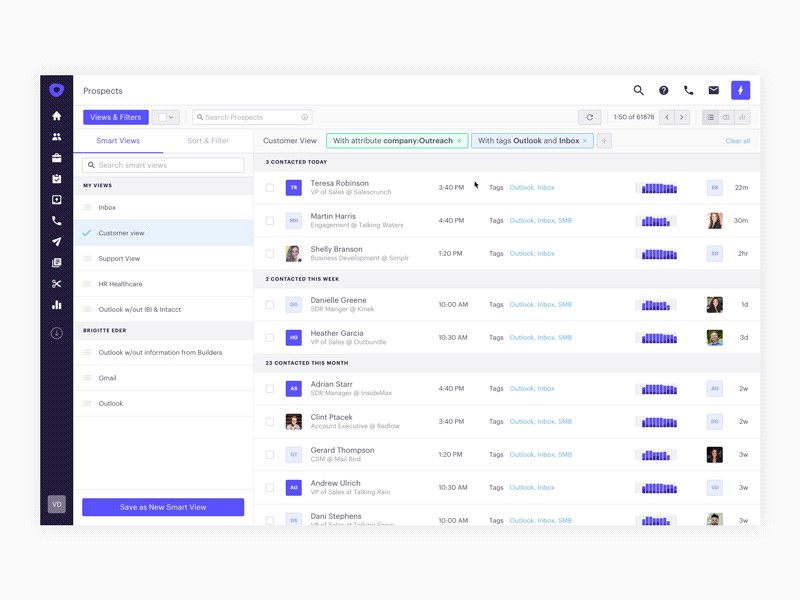 Prospects
Views & Filters
Search Prospects
1-50 of 61878
Smart Views
Sort & Filter
Customer View
With attribute company:Outreach ×
With tags Outlook and Inbox ×
+
Clear all
Search smart views
MY VIEWS
Inbox
Customer view
Support View
HR Healthcare
Outlook w/out IBI & Intacct
BRIGITTE EDER
Outlook w/out information from Builders
Gmail
Outlook
Save as New Smart View
VD
3 CONTACTED TODAY
TR Teresa Robinson 3:40 PM Tags Outlook, Inbox ER 22m
VP of Sales @ Salescrunch
MH Martin Harris 4:40 PM Tags Outlook, Inbox, SMB 30m
Engagement @ Talking Waters
Shelly Branson 1:20 PM Tags Outlook, Inbox SD 2hr
Business Development @ Simplr
2 CONTACTED THIS WEEK
Danielle Greene 10:00 AM Tags Outlook, Inbox, SMB 1d
SDR Manger @ Kinek
HG Heather Garcia 10:30 AM Tags Outlook, Inbox, SMB 3d
VP of Sales @ Outbundle
23 CONTACTED THIS MONTH
AS Adrian Starr 4:40 PM Tags Outlook, Inbox AG 2w
SDR Manager @ InsideMax
Clint Ptacek 3:40 PM Tags Outlook, Inbox, SMB 2w
Account Executive @ Redlow
GT Gerard Thompson 1:20 PM Tags Outlook, Inbox, SMB 3w
CSM @ Mail Bird
AU Andrew Ulrich 10:30 AM Tags Outlook, Inbox VD 3w
VP of Sales at Talking Rain
DS Dani Stephens 10:00 AM Tags Outlook, Inbox, SMB 3w